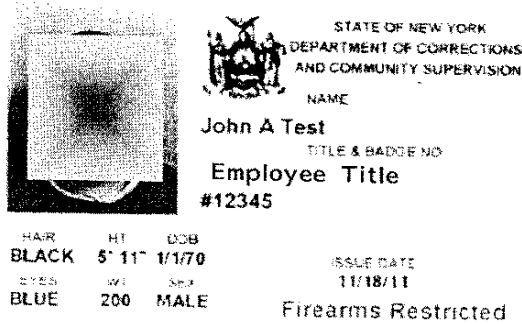 STATE OF NEW YORK
DEPARTMENT OF CORRECTIONS
AND COMMUNITY SUPERVISION
NAME
John A Test
TITLE & BADGE NO
Employee Title
#12345
HAIR HT DOB
BLACK 5' 11" 1/1/70
EYES WT SEX
BLUE 200 MALE
ISSUE DATE
11/18/11
Firearms Restricted